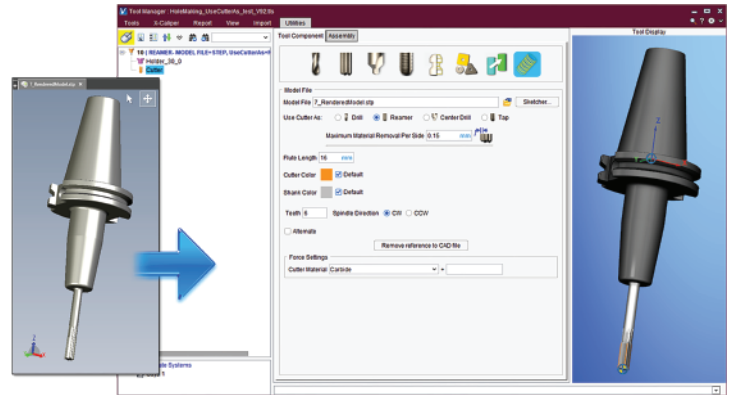 Tool Manager : HoleMaking_UseCutterAs_test_V92.tls
Tools X-Caliper Report View Import Utilities
Tool Component Assembly
Tool Display
10 ( REAMER- MODEL FILE=STEP, UseCutterAs=R
Holder_30_0
Cutter
7_RenderedModel.stp
Model File
Model File 7_RenderedModel.stp Sketcher...
Use Cutter As: Drill Reamer Center Drill Tap
Maximum Material Removal Per Side 0.15 mm
Flute Length 16 mm
Cutter Color Default
Shank Color Default
Teeth 6 Spindle Direction CW CCW
Alternate
Remove reference to CAD file
Force Settings
Cutter Material Carbide +
Systems
Z
X
Z